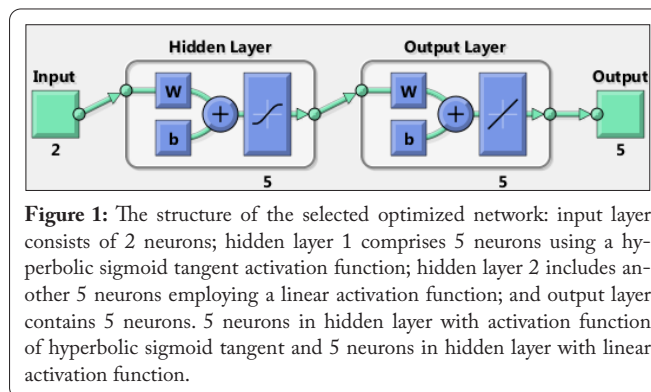 Hidden Layer
Output Layer
Input
Output
W
b
+
W
b
+
2
5
5
5
Figure 1: The structure of the selected optimized network: input layer
consists of 2 neurons; hidden layer 1 comprises 5 neurons using a hy-
perbolic sigmoid tangent activation function; hidden layer 2 includes an-
other 5 neurons employing a linear activation function; and output layer
contains 5 neurons. 5 neurons in hidden layer with activation function
of hyperbolic sigmoid tangent and 5 neurons in hidden layer with linear
activation function.